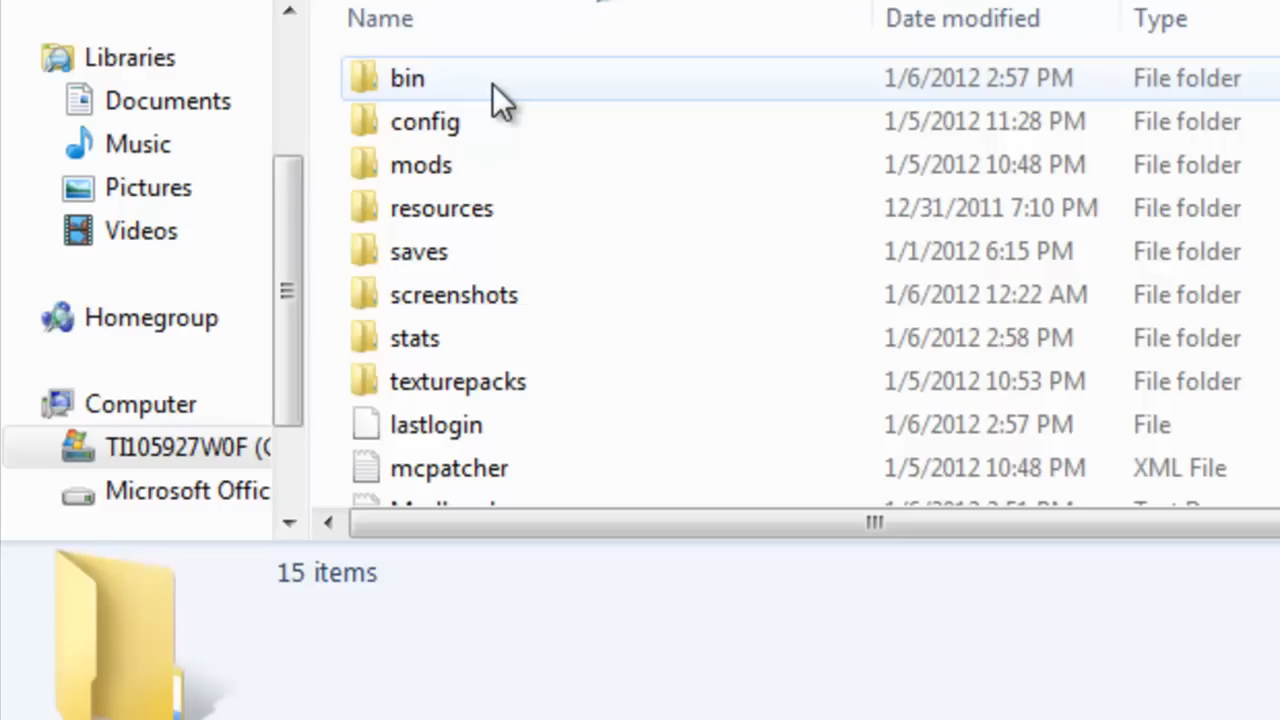 Name Date modified Type
Libraries
Documents
Music
Pictures
Videos
Homegroup
Computer
TI105927W0F (C
Microsoft Offic
bin 1/6/2012 2:57 PM File folder
config 1/5/2012 11:28 PM File folder
mods 1/5/2012 10:48 PM File folder
resources 12/31/2011 7:10 PM File folder
saves 1/1/2012 6:15 PM File folder
screenshots 1/6/2012 12:22 AM File folder
stats 1/6/2012 2:58 PM File folder
texturepacks 1/5/2012 10:53 PM File folder
lastlogin 1/6/2012 2:57 PM File
mcpatcher 1/5/2012 10:48 PM XML File
15 items